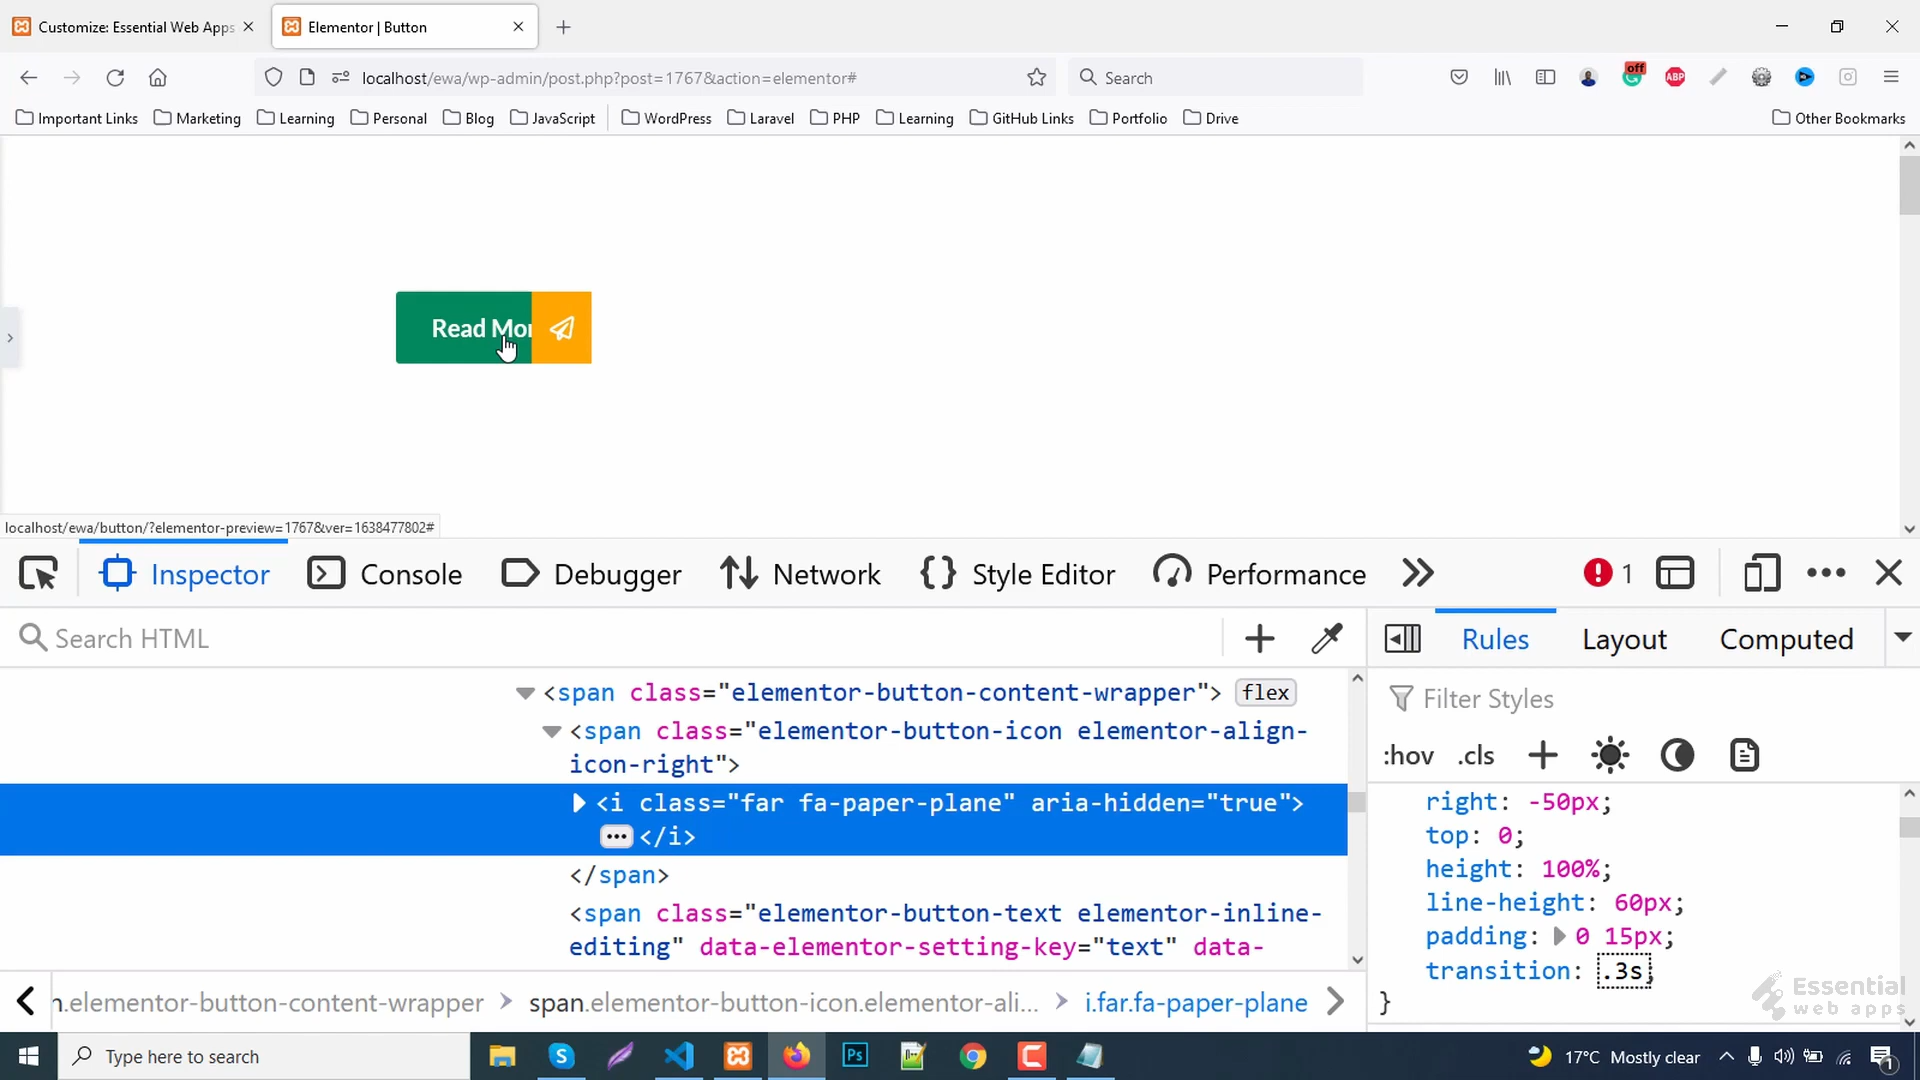 Customize: Essential Web Apps
Elementor | Button
localhost/ewa/wp-admin/post.php?post=1767&action=elementor#
Search
off
ABP
Important Links
Marketing
Learning
Personal
Blog
JavaScript
WordPress
Laravel
PHP
Learning
GitHub Links
Portfolio
Drive
Other Bookmarks
Read Mor
localhost/ewa/button/?elementor-preview=1767&ver=1638477802#
Inspector
Console
Debugger
Network
Style Editor
Performance
1
Search HTML
Rules
Layout
Computed
<span class="elementor-button-content-wrapper"> flex
<span class="elementor-button-icon elementor-align-
icon-right">
<i class="far fa-paper-plane" aria-hidden="true">
</i>
</span>
<span class="elementor-button-text elementor-inline-
editing" data-elementor-setting-key="text" data-
Filter Styles
:hov .cls
right: -50px;
top: 0;
height: 100%;
line-height: 60px;
padding: 0 15px;
transition: .3s;
}
.elementor-button-content-wrapper
span.elementor-button-icon.elementor-ali...
i.far.fa-paper-plane
Essential
web apps
Type here to search
Ps
17°C Mostly clear
1